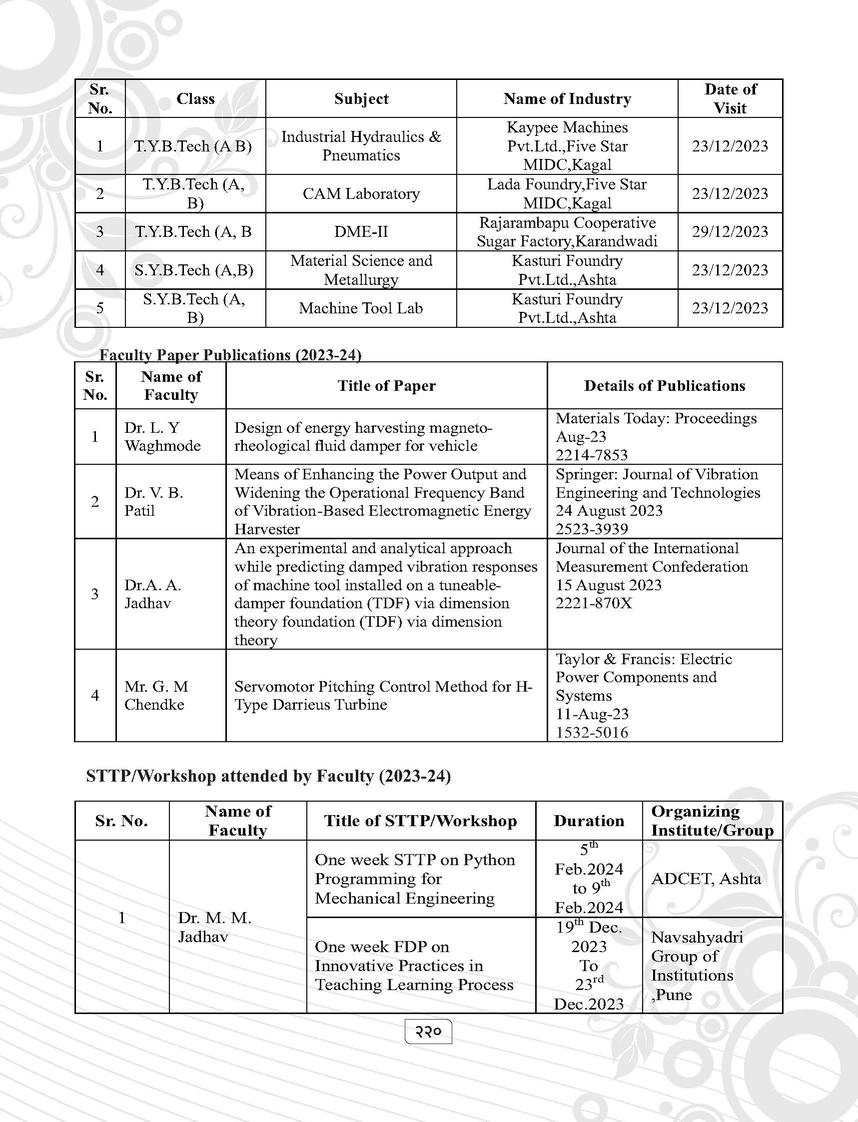 Sr. No. Class Subject Name of Industry Date of Visit
1 T.Y.B.Tech (A B) Industrial Hydraulics & Pneumatics Kaypee Machines Pvt.Ltd.,Five Star MIDC,Kagal 23/12/2023
2 T.Y.B.Tech (A, B) CAM Laboratory Lada Foundry,Five Star MIDC,Kagal 23/12/2023
3 T.Y.B.Tech (A, B DME-II Rajarambapu Cooperative Sugar Factory,Karandwadi 29/12/2023
4 S.Y.B.Tech (A,B) Material Science and Metallurgy Kasturi Foundry Pvt.Ltd.,Ashta 23/12/2023
5 S.Y.B.Tech (A, B) Machine Tool Lab Kasturi Foundry Pvt.Ltd.,Ashta 23/12/2023
Faculty Paper Publications (2023-24)
Sr. No. Name of Faculty Title of Paper Details of Publications
1 Dr. L. Y Waghmode Design of energy harvesting magneto-rheological fluid damper for vehicle Materials Today: Proceedings Aug-23 2214-7853
2 Dr. V. B. Patil Means of Enhancing the Power Output and Widening the Operational Frequency Band of Vibration-Based Electromagnetic Energy Harvester Springer: Journal of Vibration Engineering and Technologies 24 August 2023 2523-3939
3 Dr.A. A. Jadhav An experimental and analytical approach while predicting damped vibration responses of machine tool installed on a tuneable-damper foundation (TDF) via dimension theory foundation (TDF) via dimension theory Journal of the International Measurement Confederation 15 August 2023 2221-870X
4 Mr. G. M Chendke Servomotor Pitching Control Method for H-Type Darrieus Turbine Taylor & Francis: Electric Power Components and Systems 11-Aug-23 1532-5016
STTP/Workshop attended by Faculty (2023-24)
Sr. No. Name of Faculty Title of STTP/Workshop Duration Organizing Institute/Group
1 Dr. M. M. Jadhav One week STTP on Python Programming for Mechanical Engineering 5th Feb.2024 to 9th Feb.2024 ADCET, Ashta
One week FDP on Innovative Practices in Teaching Learning Process 19th Dec. 2023 To 23rd Dec.2023 Navsahyadri Group of Institutions ,Pune
२२०